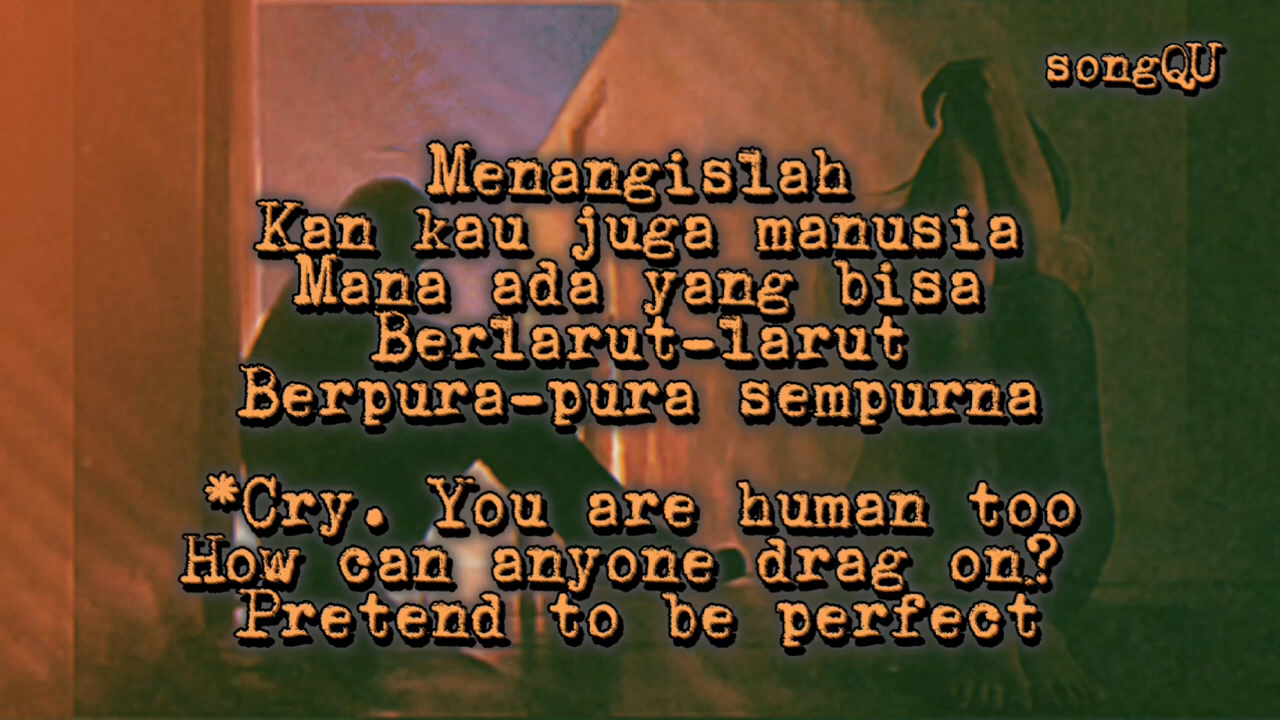 songQU
Menangislah
Kan kau juga manusia
Mana ada yang bisa
Berlarut-larut
Berpura-pura sempurna
*Cry. You are human too
How can anyone drag on?
Pretend to be perfect